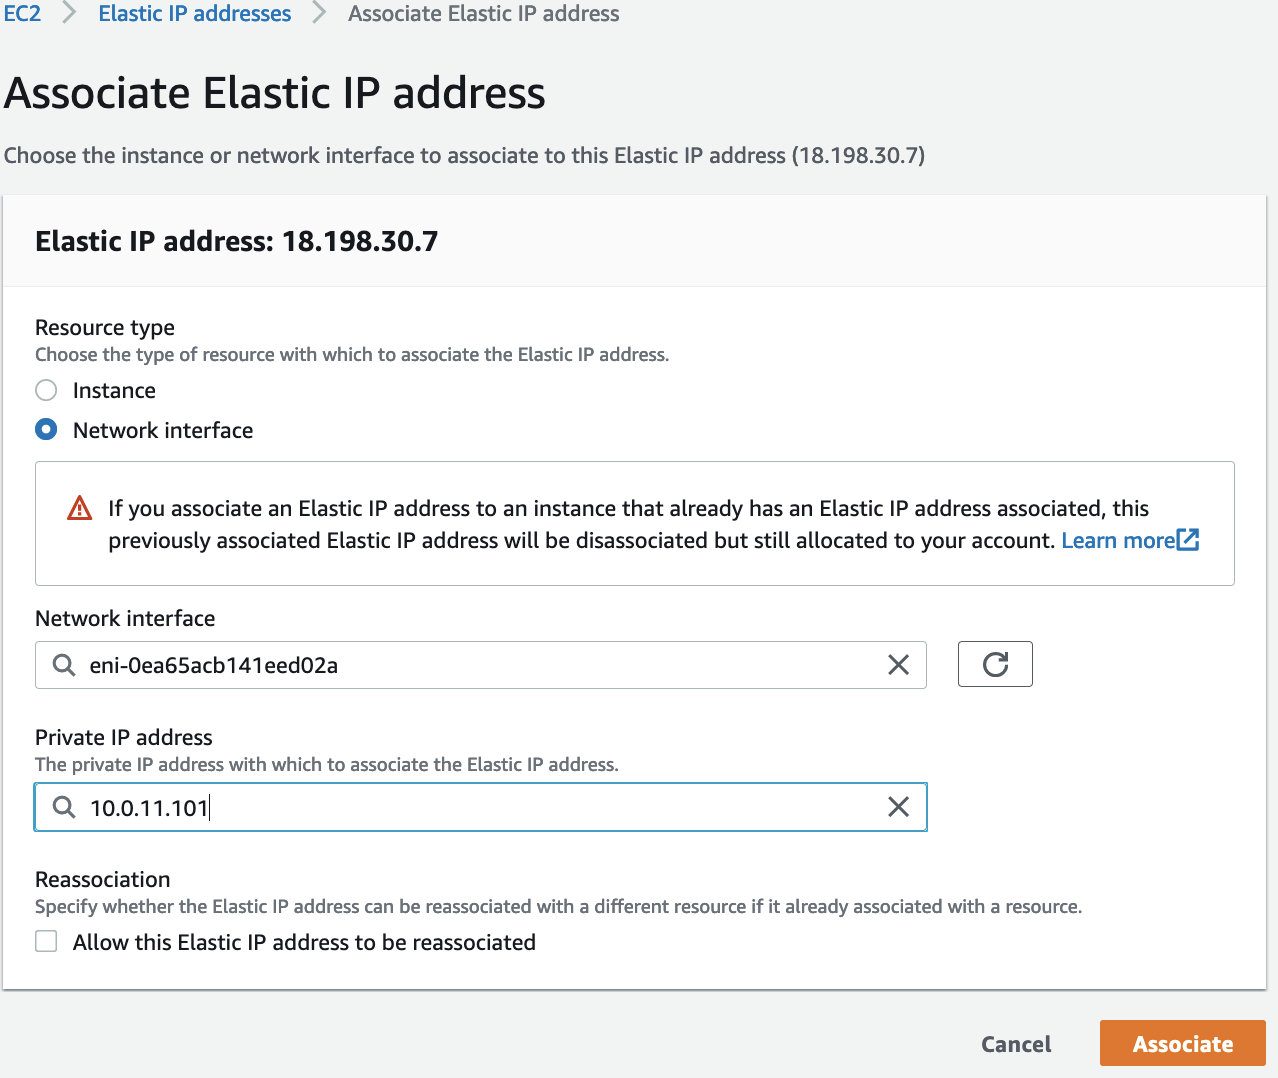 EC2 > Elastic IP addresses > Associate Elastic IP address
Associate Elastic IP address
Choose the instance or network interface to associate to this Elastic IP address (18.198.30.7)
Elastic IP address: 18.198.30.7
Resource type
Choose the type of resource with which to associate the Elastic IP address.
Instance
Network interface
If you associate an Elastic IP address to an instance that already has an Elastic IP address associated, this
previously associated Elastic IP address will be disassociated but still allocated to your account. Learn more
Network interface
eni-0ea65acb141eed02a
Private IP address
The private IP address with which to associate the Elastic IP address.
10.0.11.101
Reassociation
Specify whether the Elastic IP address can be reassociated with a different resource if it already associated with a resource.
Allow this Elastic IP address to be reassociated
Cancel
Associate